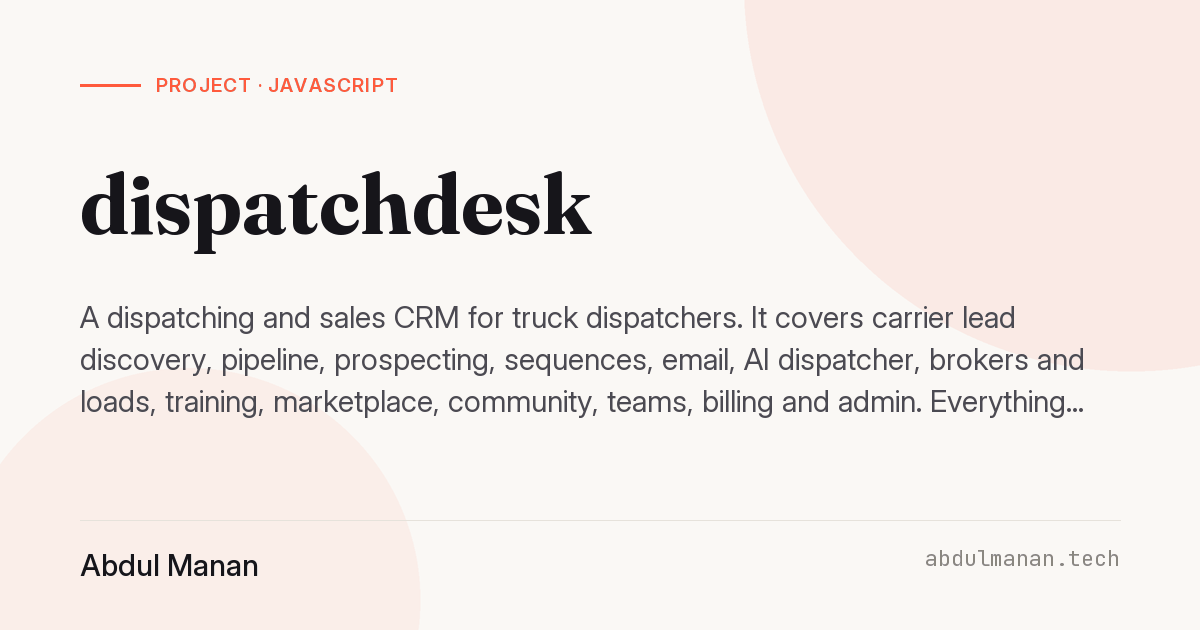 PROJECT · JAVASCRIPT
dispatchdesk
A dispatching and sales CRM for truck dispatchers. It covers carrier lead
discovery, pipeline, prospecting, sequences, email, AI dispatcher, brokers and
loads, training, marketplace, community, teams, billing and admin. Everything...
Abdul Manan
abdulmanan.tech